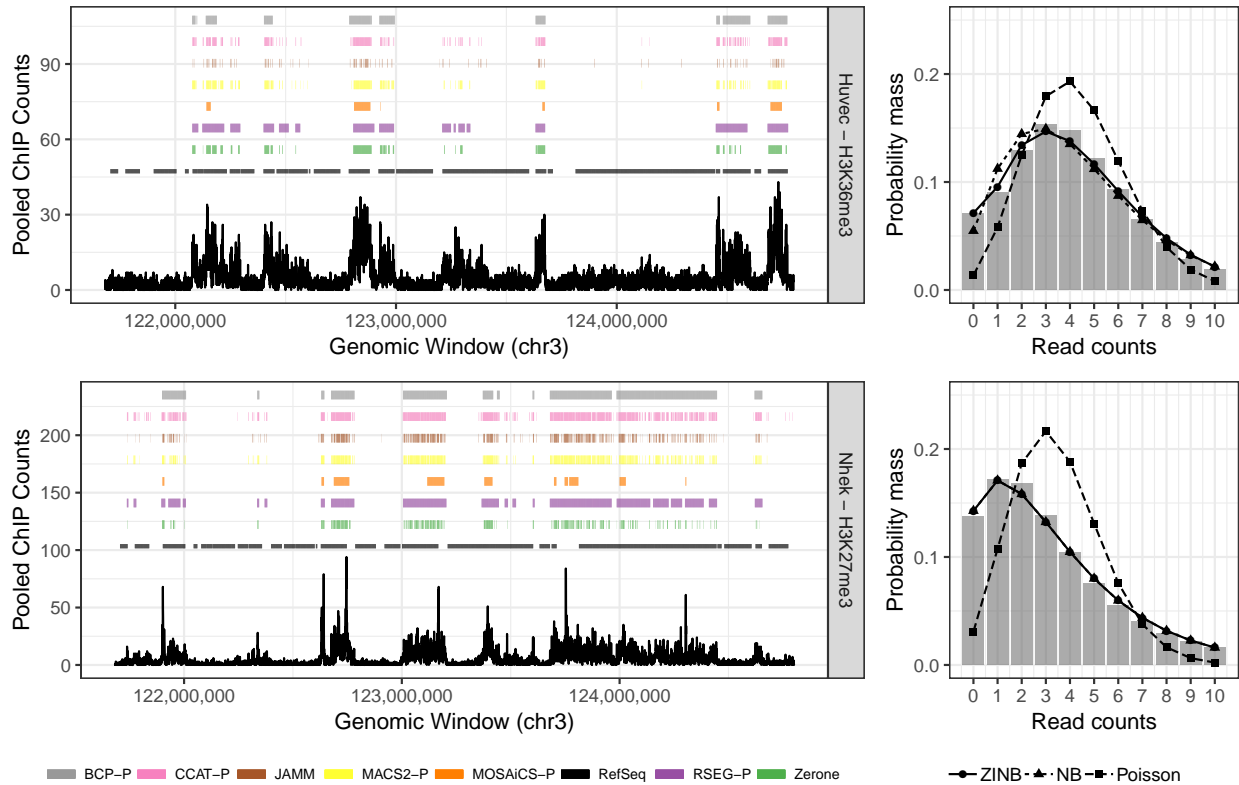 Pooled ChIP Counts
90
60
30
0
122,000,000 123,000,000 124,000,000
Genomic Window (chr3)
Huvec − H3K36me3
Probability mass
0.2
0.1
0.0
0 1 2 3 4 5 6 7 8 9 10
Read counts
Pooled ChIP Counts
200
150
100
50
0
122,000,000 123,000,000 124,000,000
Genomic Window (chr3)
Nhek − H3K27me3
Probability mass
0.2
0.1
0.0
0 1 2 3 4 5 6 7 8 9 10
Read counts
BCP−P CCAT−P JAMM MACS2−P MOSAiCS−P RefSeq RSEG−P Zerone
ZINB NB Poisson